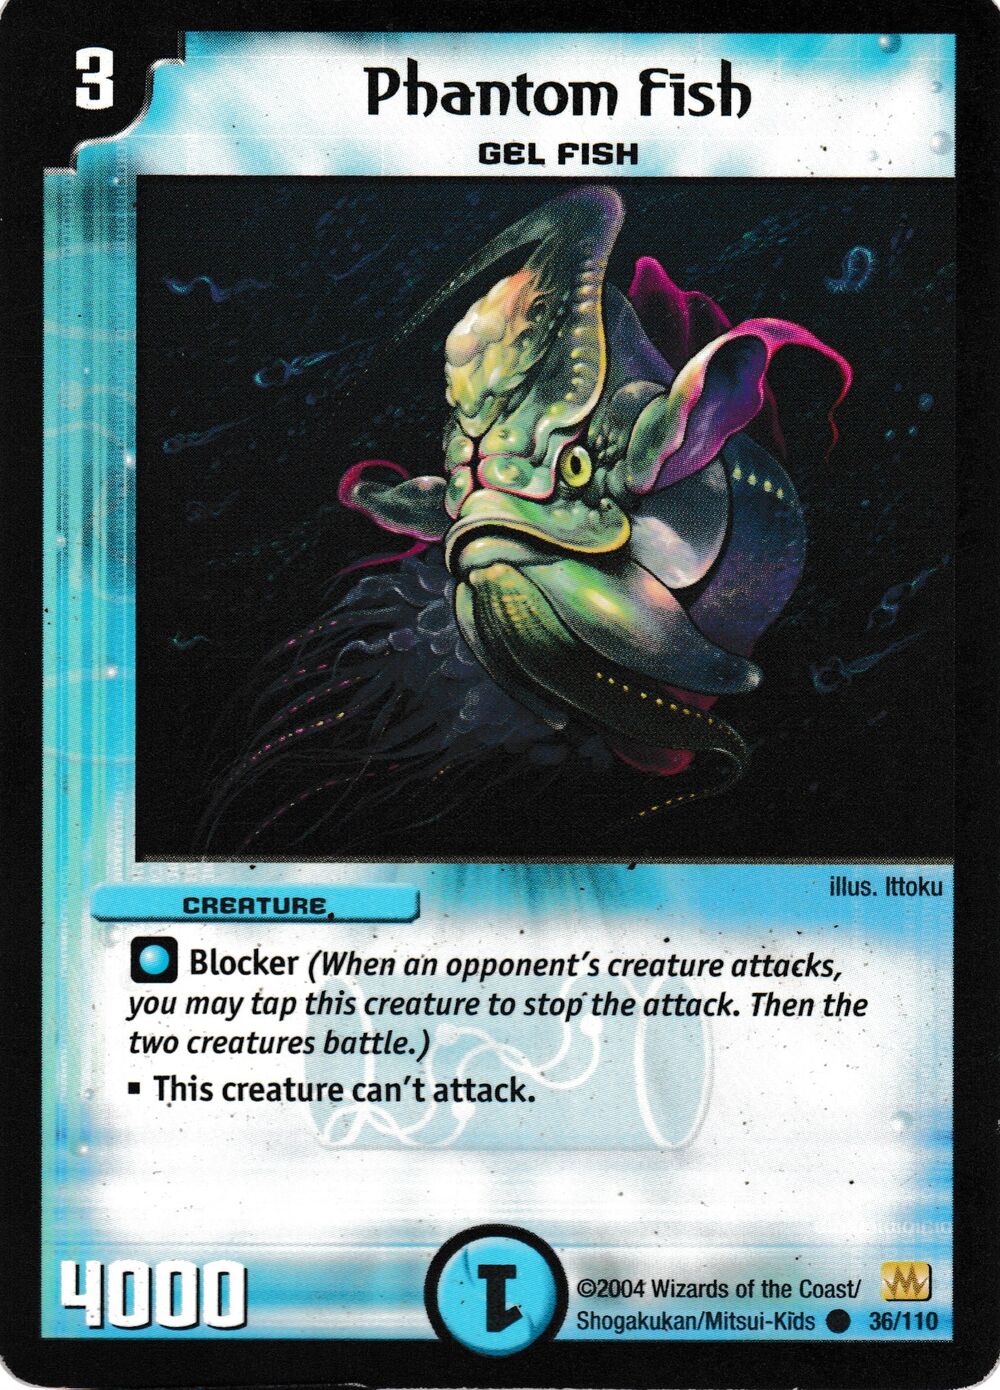 3
Phantom Fish
GEL FISH
illus. Ittoku
CREATURE
Blocker (When an opponent's creature attacks,
you may tap this creature to stop the attack. Then the
two creatures battle.)
▪ This creature can't attack.
4000
1
©2004 Wizards of the Coast/
Shogakukan/Mitsui-Kids ● 36/110